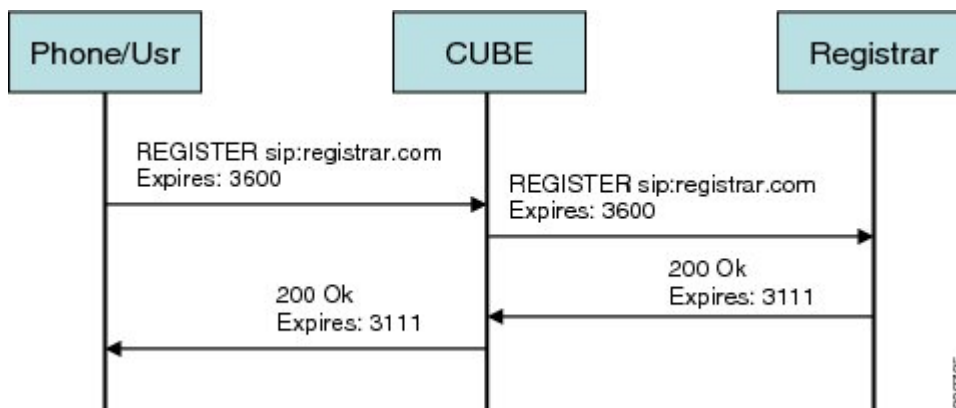 Phone/Usr
CUBE
Registrar
REGISTER sip:registrar.com
Expires: 3600
REGISTER sip:registrar.com
Expires: 3600
200 Ok
Expires: 3111
200 Ok
Expires: 3111